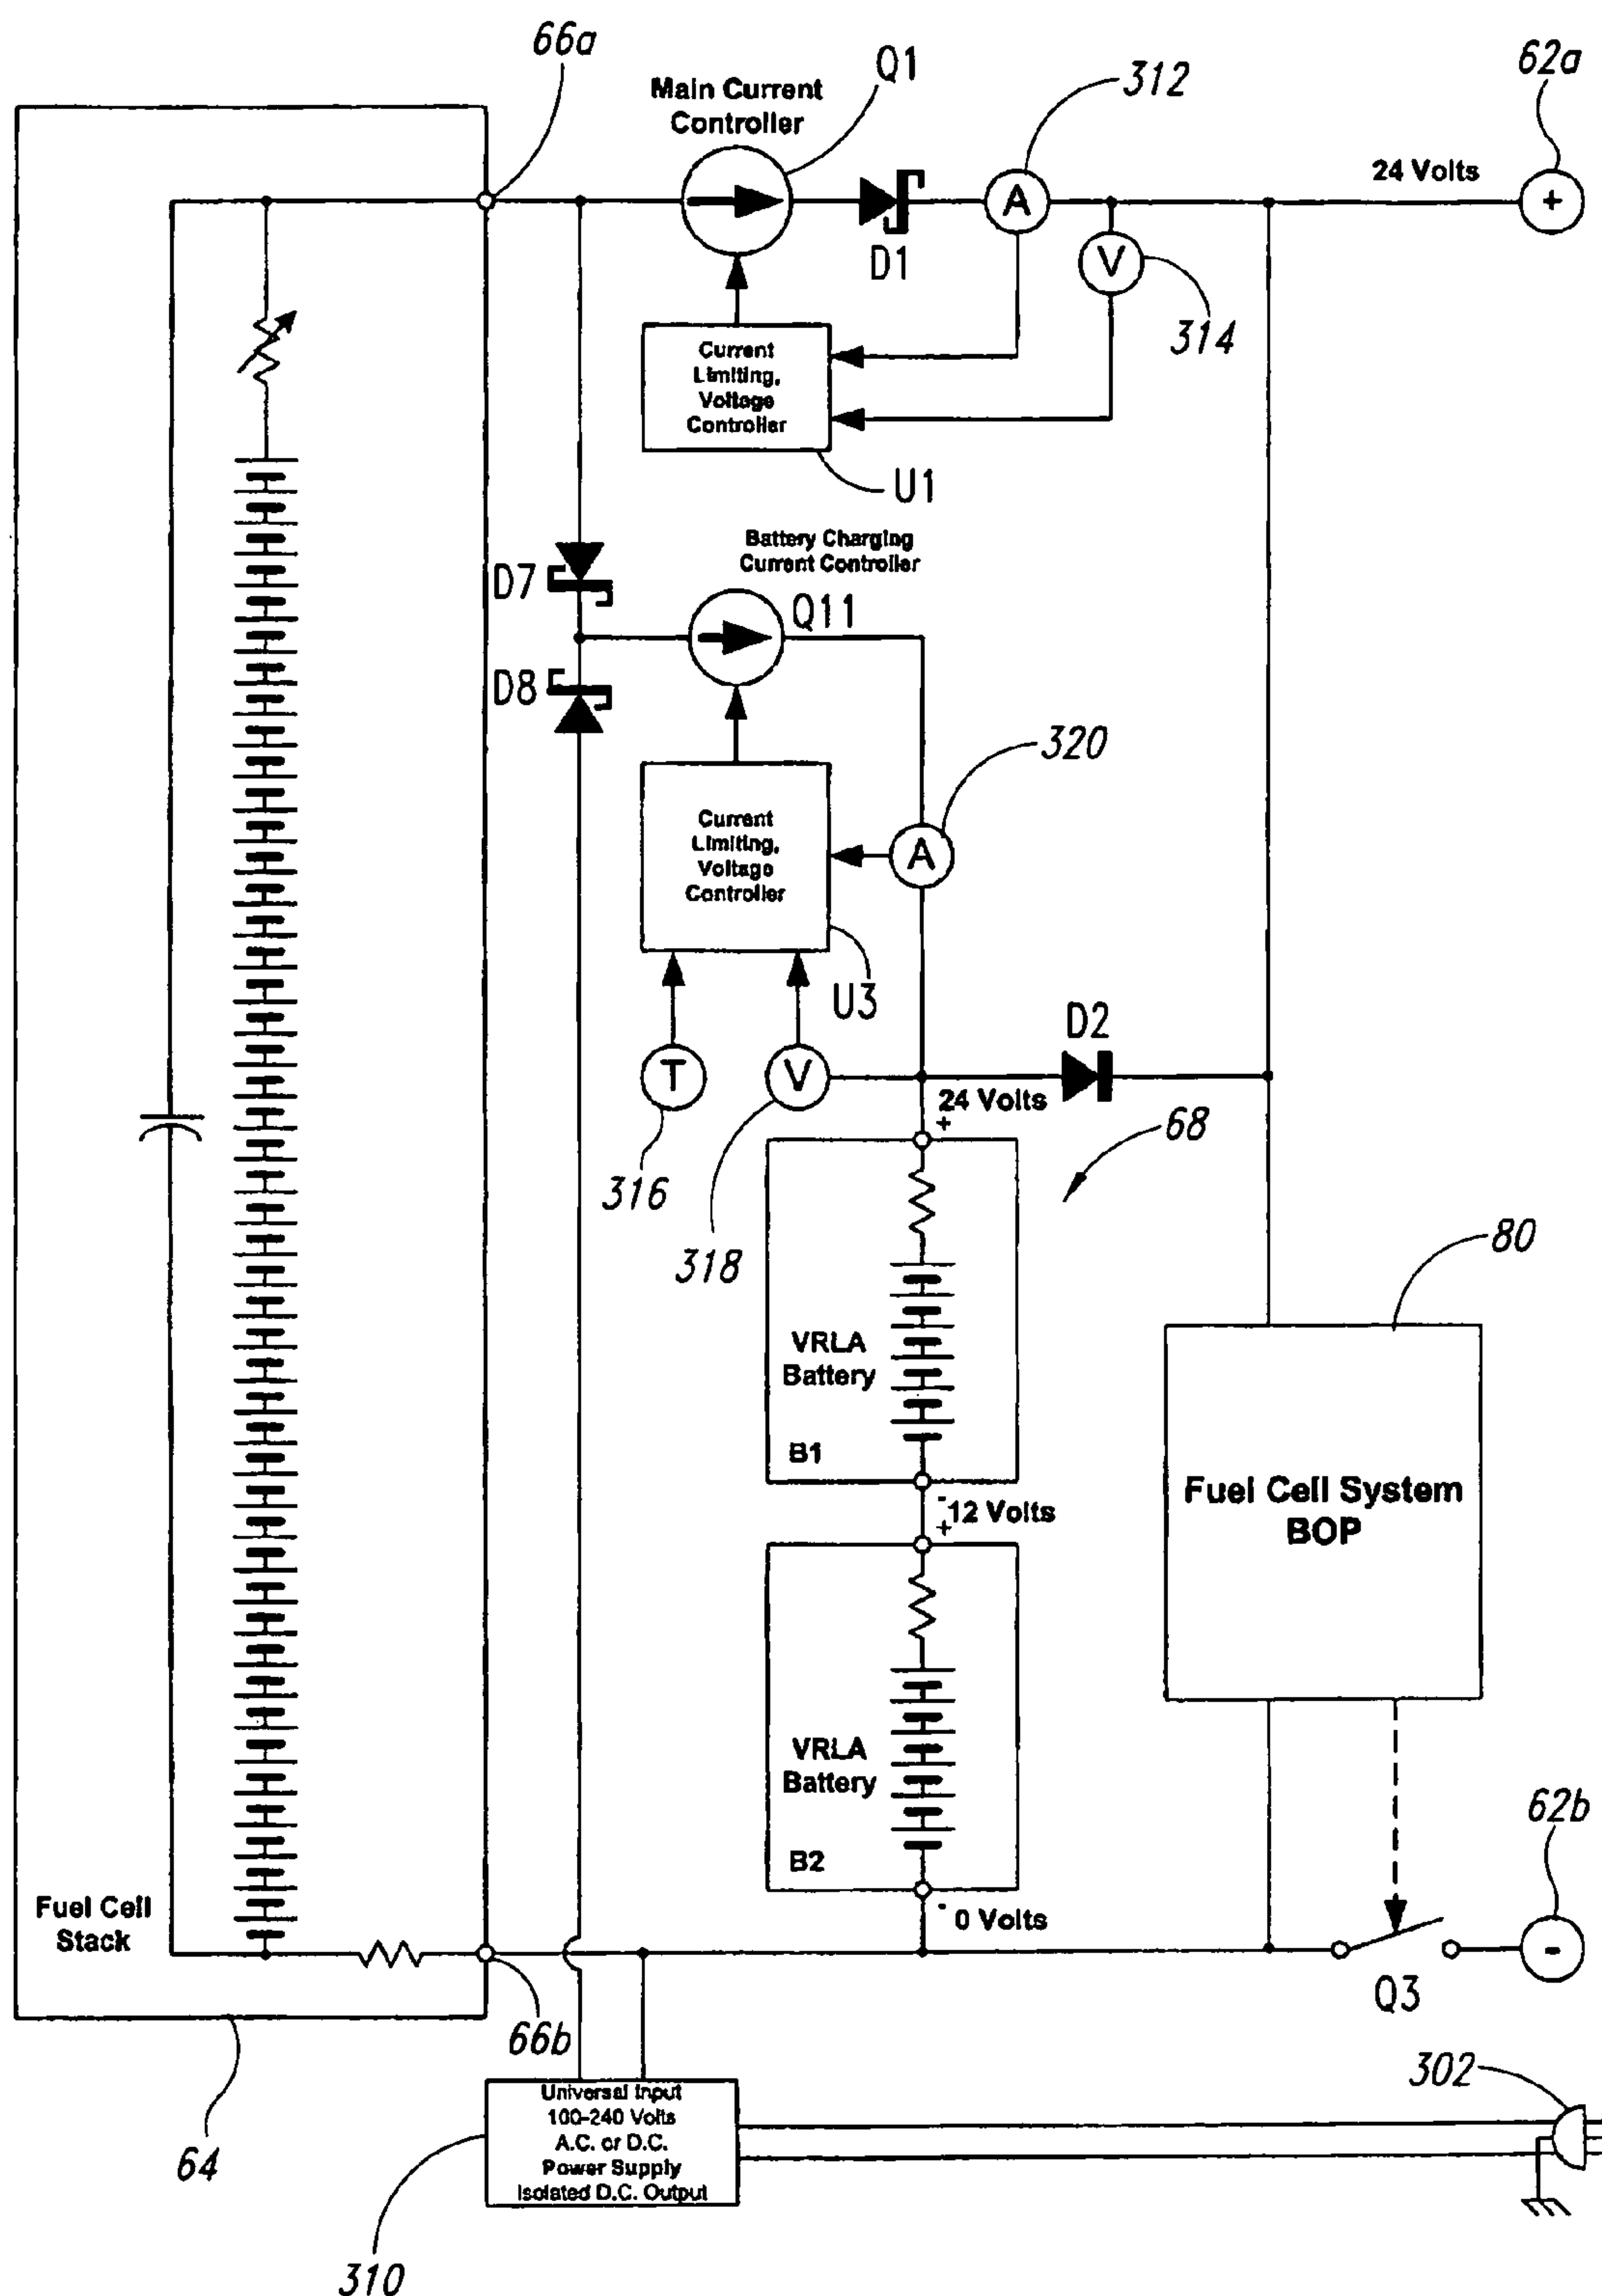 66a
Main Current
Controller
Q1
312
62a
24 Volts
A
+
D1
V
314
Current
Limiting,
Voltage
Controller
U1
Battery Charging
Current Controller
D7
Q11
D8
320
Current
Limiting,
Voltage
Controller
A
U3
D2
T
V
24 Volts
+
68
316
318
80
VRLA
Battery
B1
Fuel Cell System
BOP
-
12 Volts
+
VRLA
Battery
B2
62b
Fuel Cell
Stack
-
0 Volts
-
Q3
66b
302
64
Universal Input
100-240 Volts
A.C. or D.C.
Power Supply
Isolated D.C. Output
310